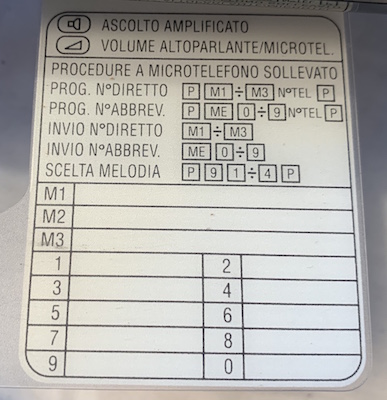 ASCOLTO AMPLIFICATO
VOLUME ALTOPARLANTE/MICROTEL.
PROCEDURE A MICROTELEFONO SOLLEVATO
PROG. N°DIRETTO P M1 ÷ M3 N°TEL P
PROG. N°ABBREV. P ME 0 ÷ 9 N°TEL P
INVIO N°DIRETTO M1 ÷ M3
INVIO N°ABBREV. ME 0 ÷ 9
SCELTA MELODIA P 9 1 ÷ 4 P
M1
M2
M3
1 2
3 4
5 6
7 8
9 0